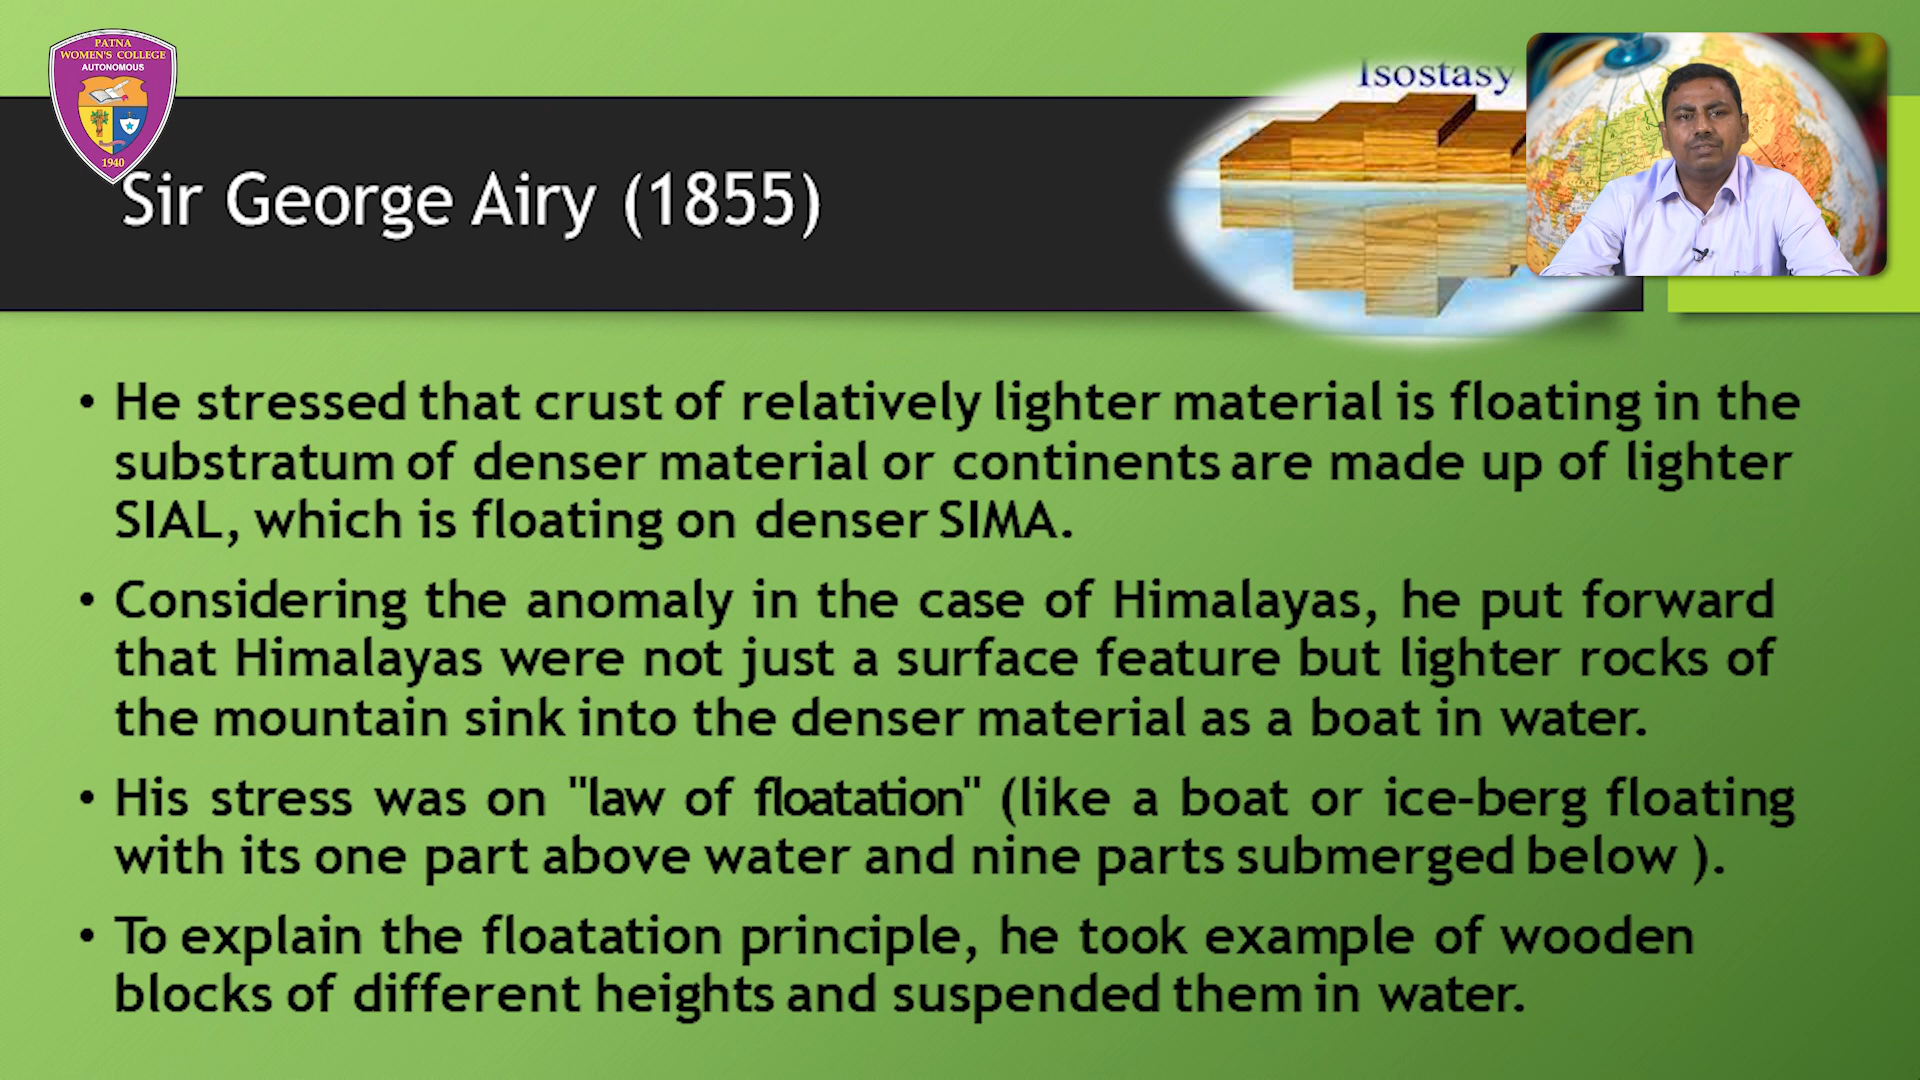 PATNA
WOMEN'S COLLEGE
AUTONOMOUS
1940
Isostasy
Sir George Airy (1855)
• He stressed that crust of relatively lighter material is floating in the
substratum of denser material or continents are made up of lighter
SIAL, which is floating on denser SIMA.
• Considering the anomaly in the case of Himalayas, he put forward
that Himalayas were not just a surface feature but lighter rocks of
the mountain sink into the denser material as a boat in water.
• His stress was on "law of floatation" (like a boat or ice-berg floating
with its one part above water and nine parts submerged below ).
• To explain the floatation principle, he took example of wooden
blocks of different heights and suspended them in water.